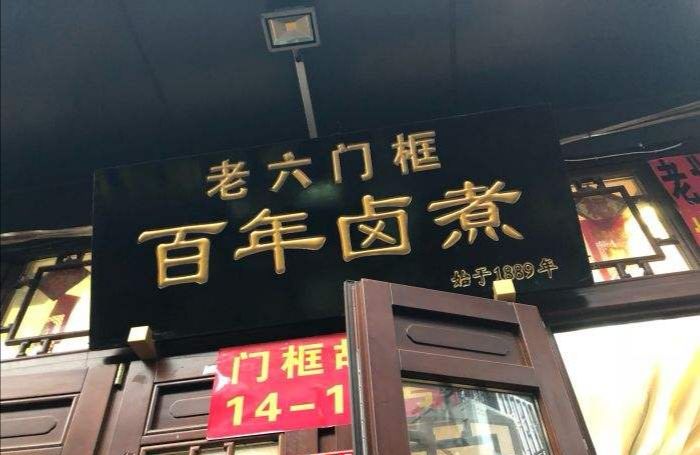 老六门框
百年卤煮
始于1889年
门框
14-1